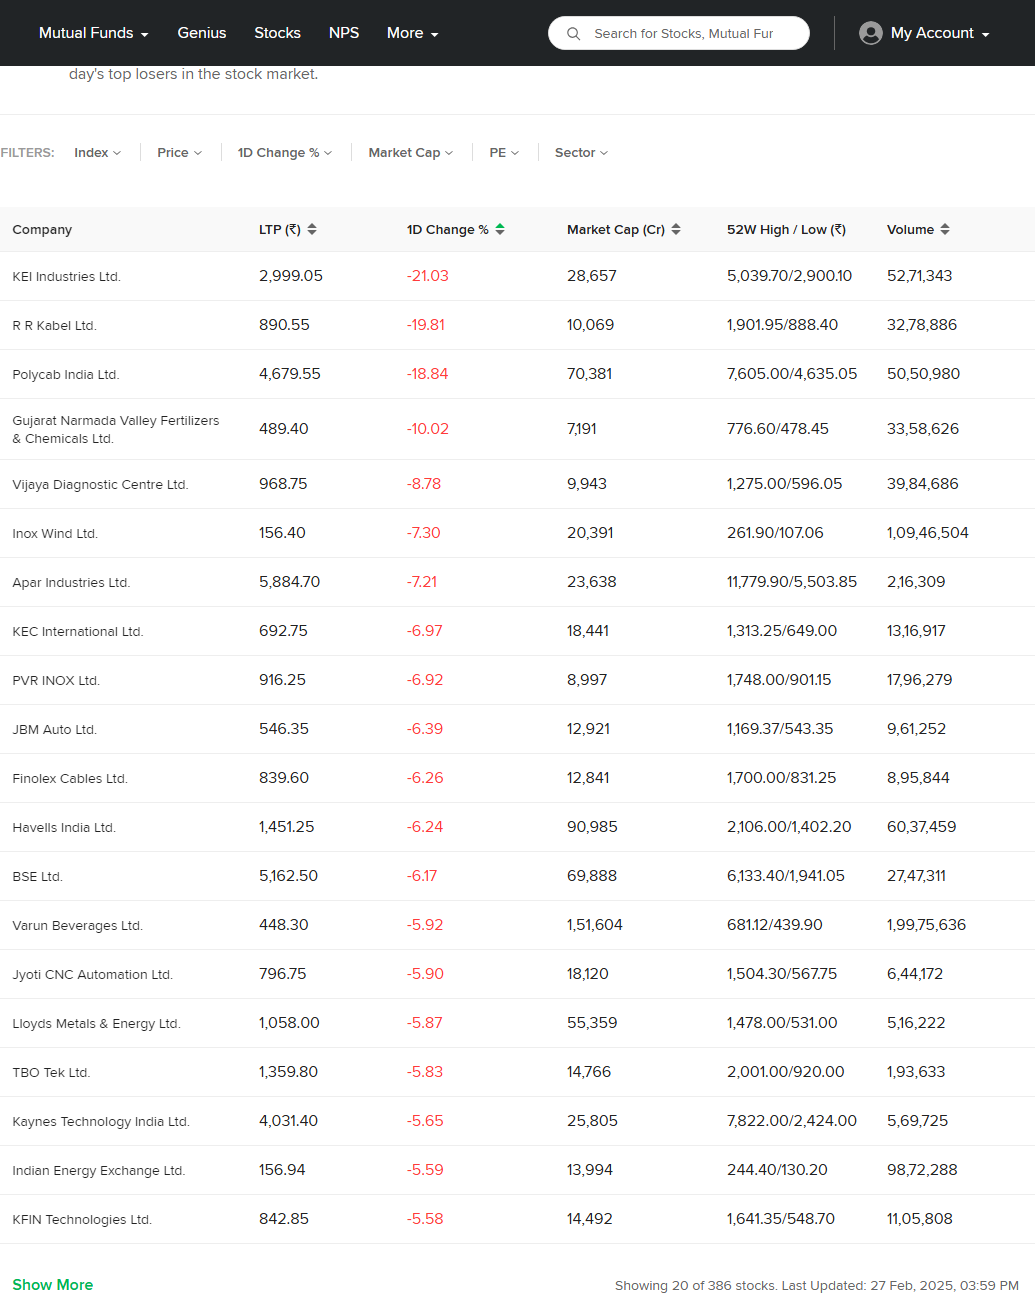 Mutual Funds Genius Stocks NPS More Search for Stocks, Mutual Fur My Account
day's top losers in the stock market.
FILTERS: Index Price 1D Change % Market Cap PE Sector
Company LTP (₹) 1D Change % Market Cap (Cr) 52W High / Low (₹) Volume
KEI Industries Ltd. 2,999.05 -21.03 28,657 5,039.70/2,900.10 52,71,343
R R Kabel Ltd. 890.55 -19.81 10,069 1,901.95/888.40 32,78,886
Polycab India Ltd. 4,679.55 -18.84 70,381 7,605.00/4,635.05 50,50,980
Gujarat Narmada Valley Fertilizers
& Chemicals Ltd. 489.40 -10.02 7,191 776.60/478.45 33,58,626
Vijaya Diagnostic Centre Ltd. 968.75 -8.78 9,943 1,275.00/596.05 39,84,686
Inox Wind Ltd. 156.40 -7.30 20,391 261.90/107.06 1,09,46,504
Apar Industries Ltd. 5,884.70 -7.21 23,638 11,779.90/5,503.85 2,16,309
KEC International Ltd. 692.75 -6.97 18,441 1,313.25/649.00 13,16,917
PVR INOX Ltd. 916.25 -6.92 8,997 1,748.00/901.15 17,96,279
JBM Auto Ltd. 546.35 -6.39 12,921 1,169.37/543.35 9,61,252
Finolex Cables Ltd. 839.60 -6.26 12,841 1,700.00/831.25 8,95,844
Havells India Ltd. 1,451.25 -6.24 90,985 2,106.00/1,402.20 60,37,459
BSE Ltd. 5,162.50 -6.17 69,888 6,133.40/1,941.05 27,47,311
Varun Beverages Ltd. 448.30 -5.92 1,51,604 681.12/439.90 1,99,75,636
Jyoti CNC Automation Ltd. 796.75 -5.90 18,120 1,504.30/567.75 6,44,172
Lloyds Metals & Energy Ltd. 1,058.00 -5.87 55,359 1,478.00/531.00 5,16,222
TBO Tek Ltd. 1,359.80 -5.83 14,766 2,001.00/920.00 1,93,633
Kaynes Technology India Ltd. 4,031.40 -5.65 25,805 7,822.00/2,424.00 5,69,725
Indian Energy Exchange Ltd. 156.94 -5.59 13,994 244.40/130.20 98,72,288
KFIN Technologies Ltd. 842.85 -5.58 14,492 1,641.35/548.70 11,05,808
Show More Showing 20 of 386 stocks. Last Updated: 27 Feb, 2025, 03:59 PM